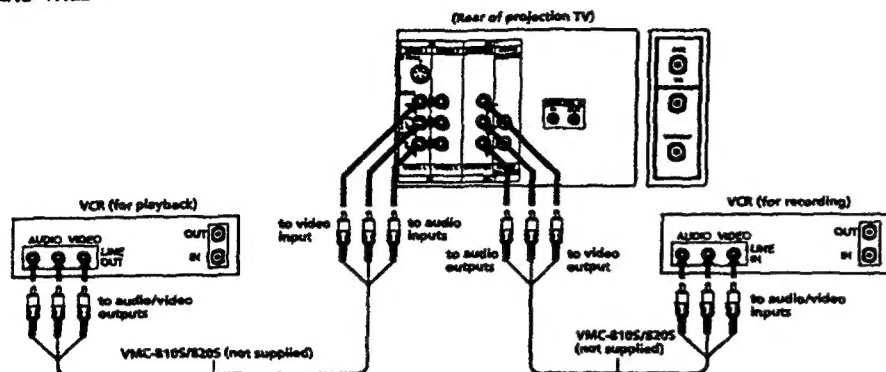 (Rear of projection TV)
VCR (for playback)
AUDIO VIDEO
LINE
OUT
OUT
IN
to audio/video
outputs
VMC-810S/820S (not supplied)
to video
input
to audio
inputs
to audio
outputs
to video
output
VCR (for recording)
AUDIO VIDEO
LINE
IN
OUT
IN
to audio/video
inputs
VMC-810S/820S
(not supplied)